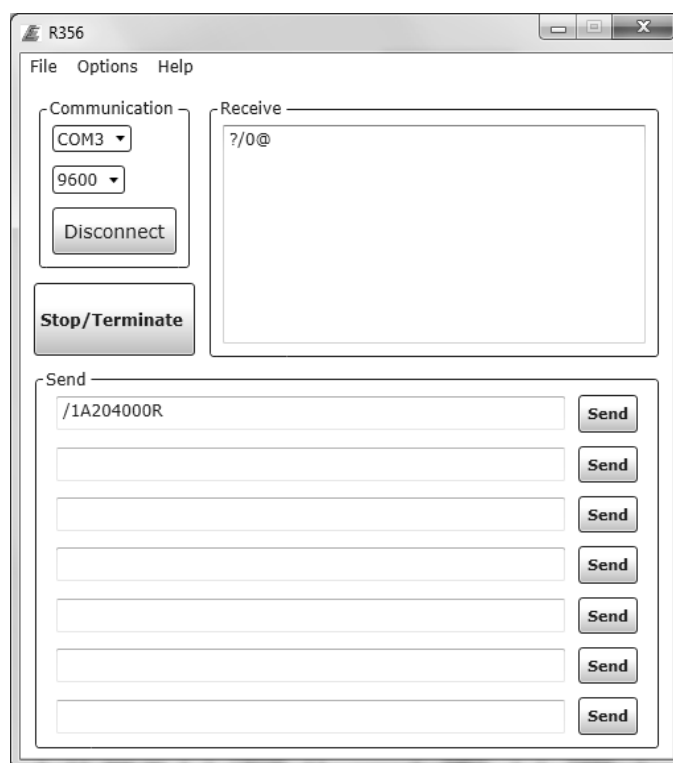 R356
File Options Help
Communication
COM3
9600
Disconnect
Stop/Terminate
Receive
?/0@
Send
/1A204000R
Send
Send
Send
Send
Send
Send
Send